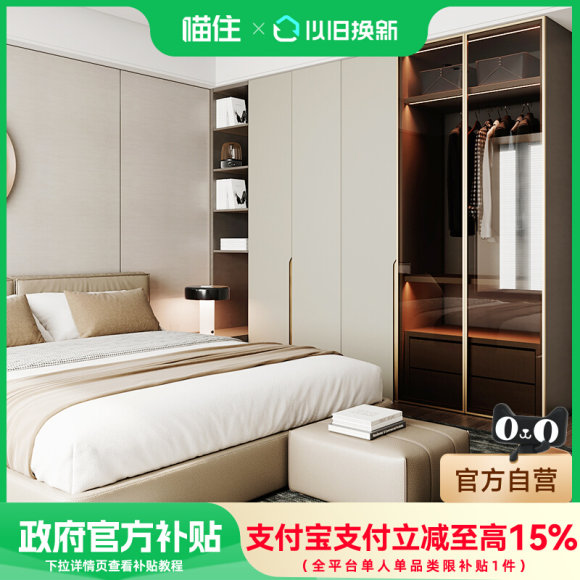 喵住 × 以旧换新
官方自营
政府官方补贴
下拉详情页查看补贴教程
支付宝支付立减至高15%
(全平台单人单品类限补贴1件)